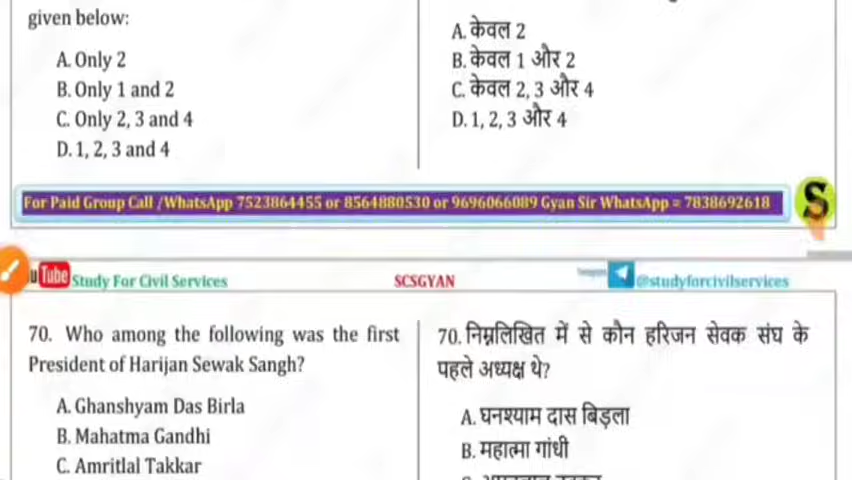 given below:
A. Only 2
B. Only 1 and 2
C. Only 2, 3 and 4
D. 1, 2, 3 and 4
A. केवल 2
B. केवल 1 और 2
C. केवल 2, 3 और 4
D. 1, 2, 3 और 4
For Paid Group Call /WhatsApp 7523864455 or 8564880530 or 9696066089 Gyan Sir WhatsApp = 7838692618
S
u Tube Study For Civil Services
SCSGYAN
@studyforcivilservices
70. Who among the following was the first
President of Harijan Sewak Sangh?
A. Ghanshyam Das Birla
B. Mahatma Gandhi
C. Amritlal Takkar
70. निम्नलिखित में से कौन हरिजन सेवक संघ के
पहले अध्यक्ष थे?
A. घनश्याम दास बिड़ला
B. महात्मा गांधी